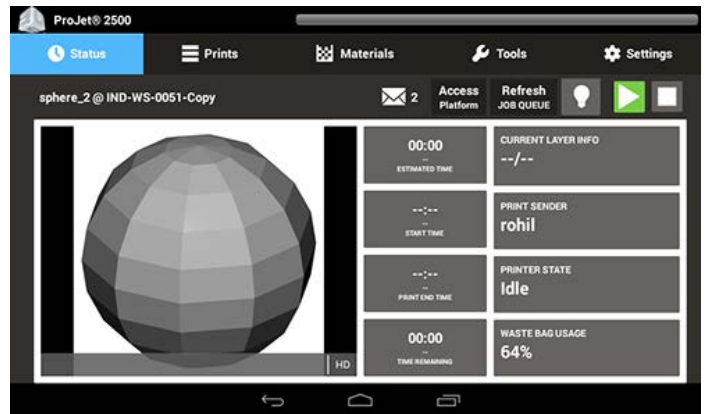 ProJet® 2500
Status
Prints
Materials
Tools
Settings
sphere_2 @ IND-WS-0051-Copy
2
Access
Platform
Refresh
JOB QUEUE
00:00
--
ESTIMATED TIME
CURRENT LAYER INFO
--/--
--:--
--
START TIME
PRINT SENDER
rohil
--:--
--
PRINT END TIME
PRINTER STATE
Idle
00:00
--
TIME REMAINING
WASTE BAG USAGE
64%
HD